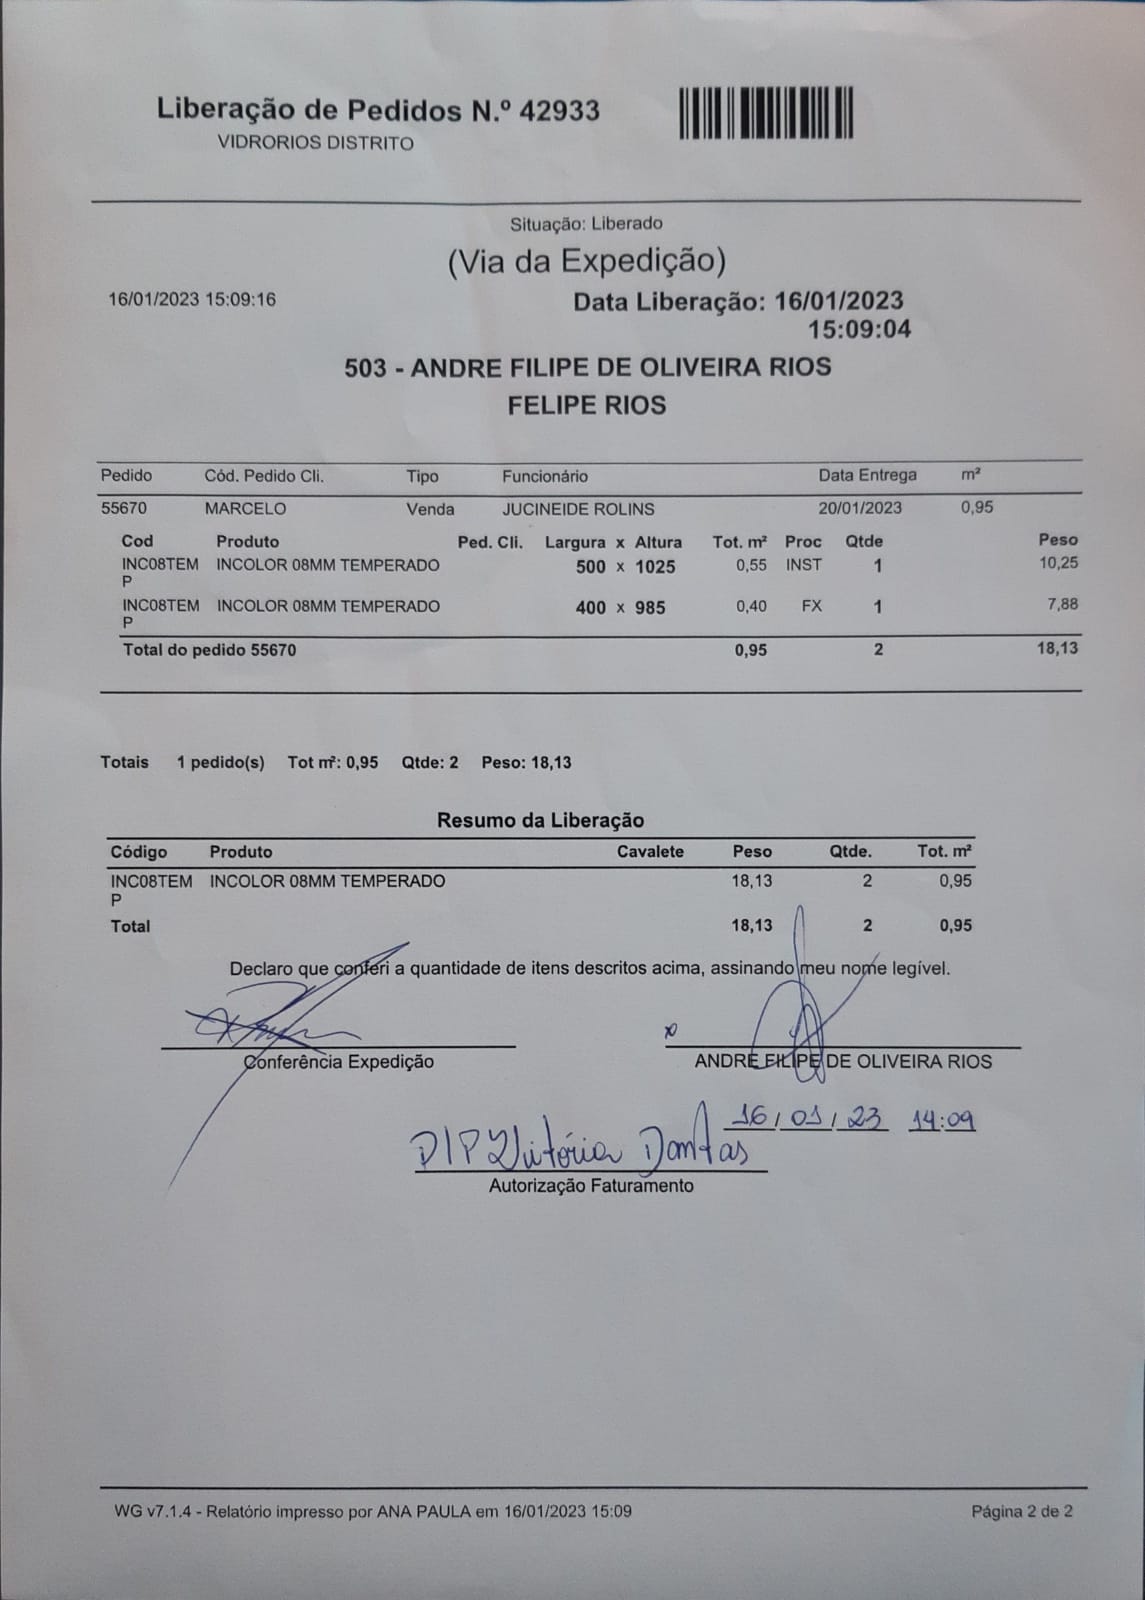 Liberação de Pedidos N.º 42933
VIDRORIOS DISTRITO
Situação: Liberado
(Via da Expedição)
16/01/2023 15:09:16 Data Liberação: 16/01/2023
15:09:04
503 - ANDRE FILIPE DE OLIVEIRA RIOS
FELIPE RIOS
Pedido Cód. Pedido Cli. Tipo Funcionário Data Entrega m²
55670 MARCELO Venda JUCINEIDE ROLINS 20/01/2023 0,95
Cod Produto Ped. Cli. Largura x Altura Tot. m² Proc Qtde Peso
INC08TEM INCOLOR 08MM TEMPERADO 500 x 1025 0,55 INST 1 10,25
P
INC08TEM INCOLOR 08MM TEMPERADO 400 x 985 0,40 FX 1 7,88
P
Total do pedido 55670 0,95 2 18,13
Totais 1 pedido(s) Tot m²: 0,95 Qtde: 2 Peso: 18,13
Resumo da Liberação
Código Produto Cavalete Peso Qtde. Tot. m²
INC08TEM INCOLOR 08MM TEMPERADO 18,13 2 0,95
P
Total 18,13 2 0,95
Declaro que conferi a quantidade de itens descritos acima, assinando meu nome legível.
Conferência Expedição ANDRE FILIPE DE OLIVEIRA RIOS
16/01/23 14:09
D/P Vitória Dantas
Autorização Faturamento
WG v7.1.4 - Relatório impresso por ANA PAULA em 16/01/2023 15:09 Página 2 de 2